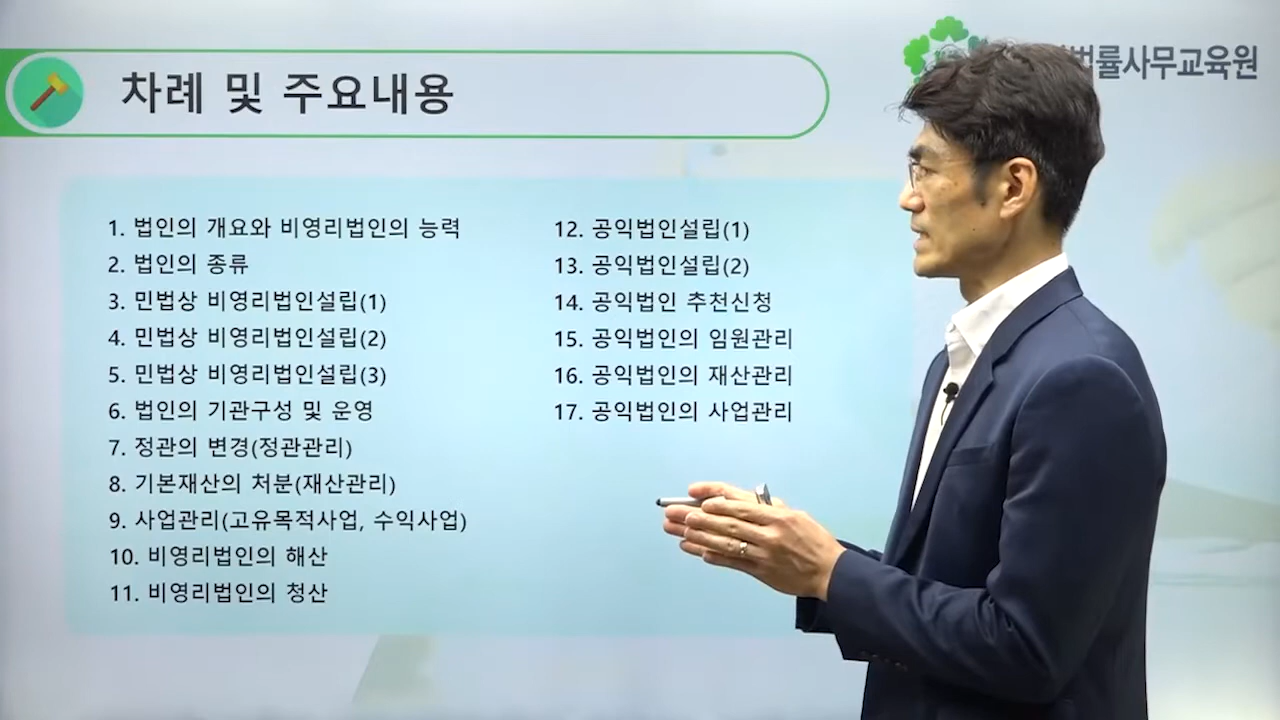 차례 및 주요내용
법률사무교육원
1. 법인의 개요와 비영리법인의 능력
2. 법인의 종류
3. 민법상 비영리법인설립(1)
4. 민법상 비영리법인설립(2)
5. 민법상 비영리법인설립(3)
6. 법인의 기관구성 및 운영
7. 정관의 변경(정관관리)
8. 기본재산의 처분(재산관리)
9. 사업관리(고유목적사업, 수익사업)
10. 비영리법인의 해산
11. 비영리법인의 청산
12. 공익법인설립(1)
13. 공익법인설립(2)
14. 공익법인 추천신청
15. 공익법인의 임원관리
16. 공익법인의 재산관리
17. 공익법인의 사업관리